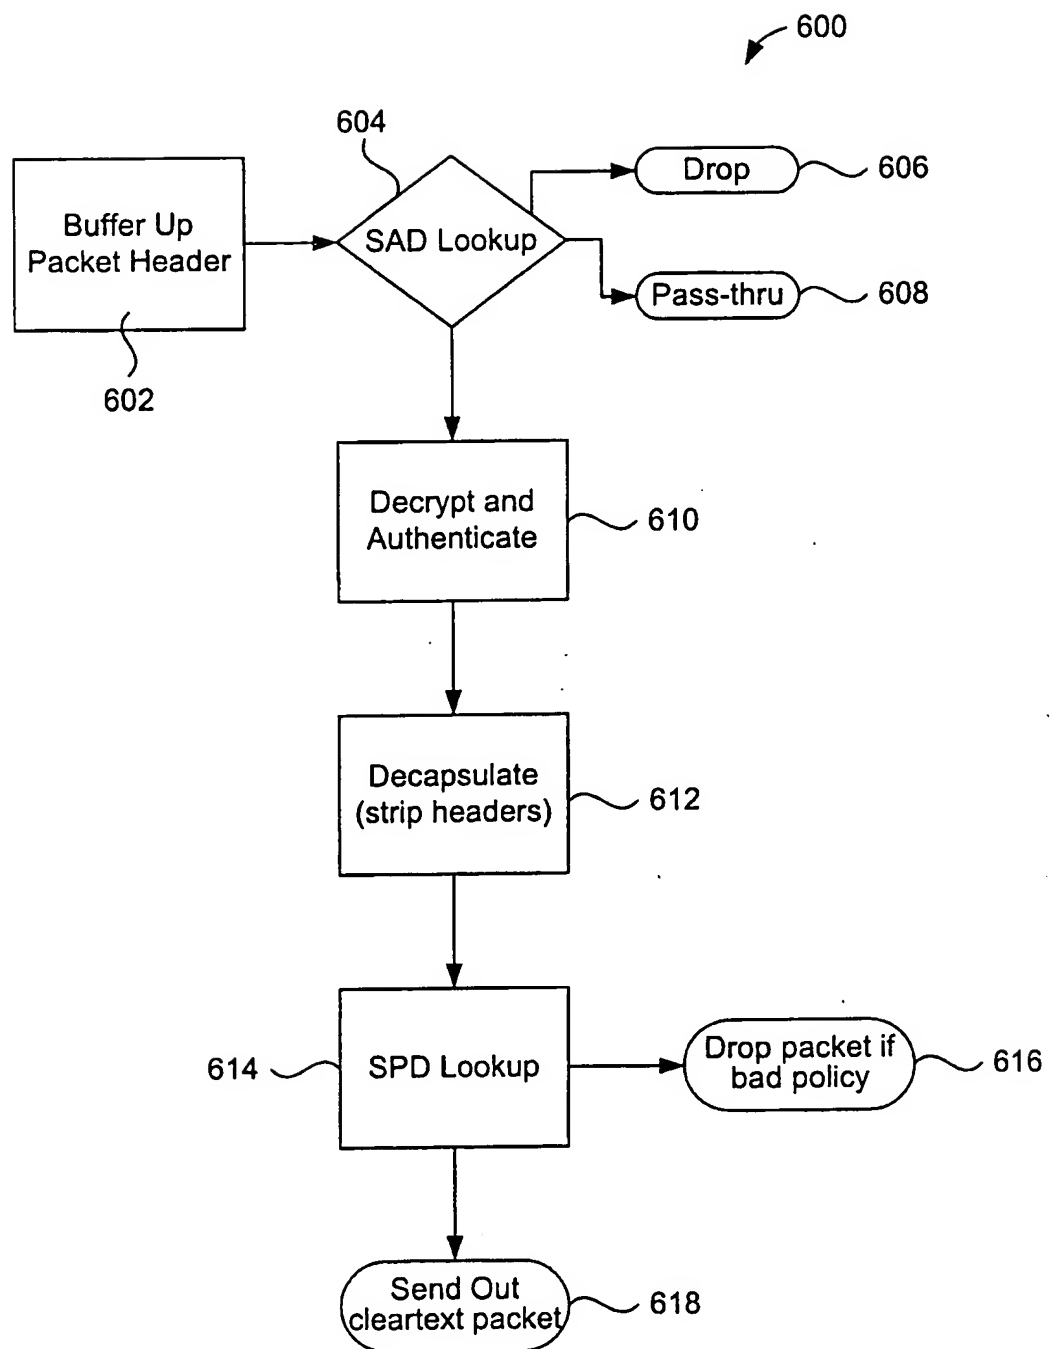 600
604
Buffer Up
Packet Header
602
SAD Lookup
Drop
606
Pass-thru
608
Decrypt and
Authenticate
610
Decapsulate
(strip headers)
612
614
SPD Lookup
Drop packet if
bad policy
616
Send Out
cleartext packet
618